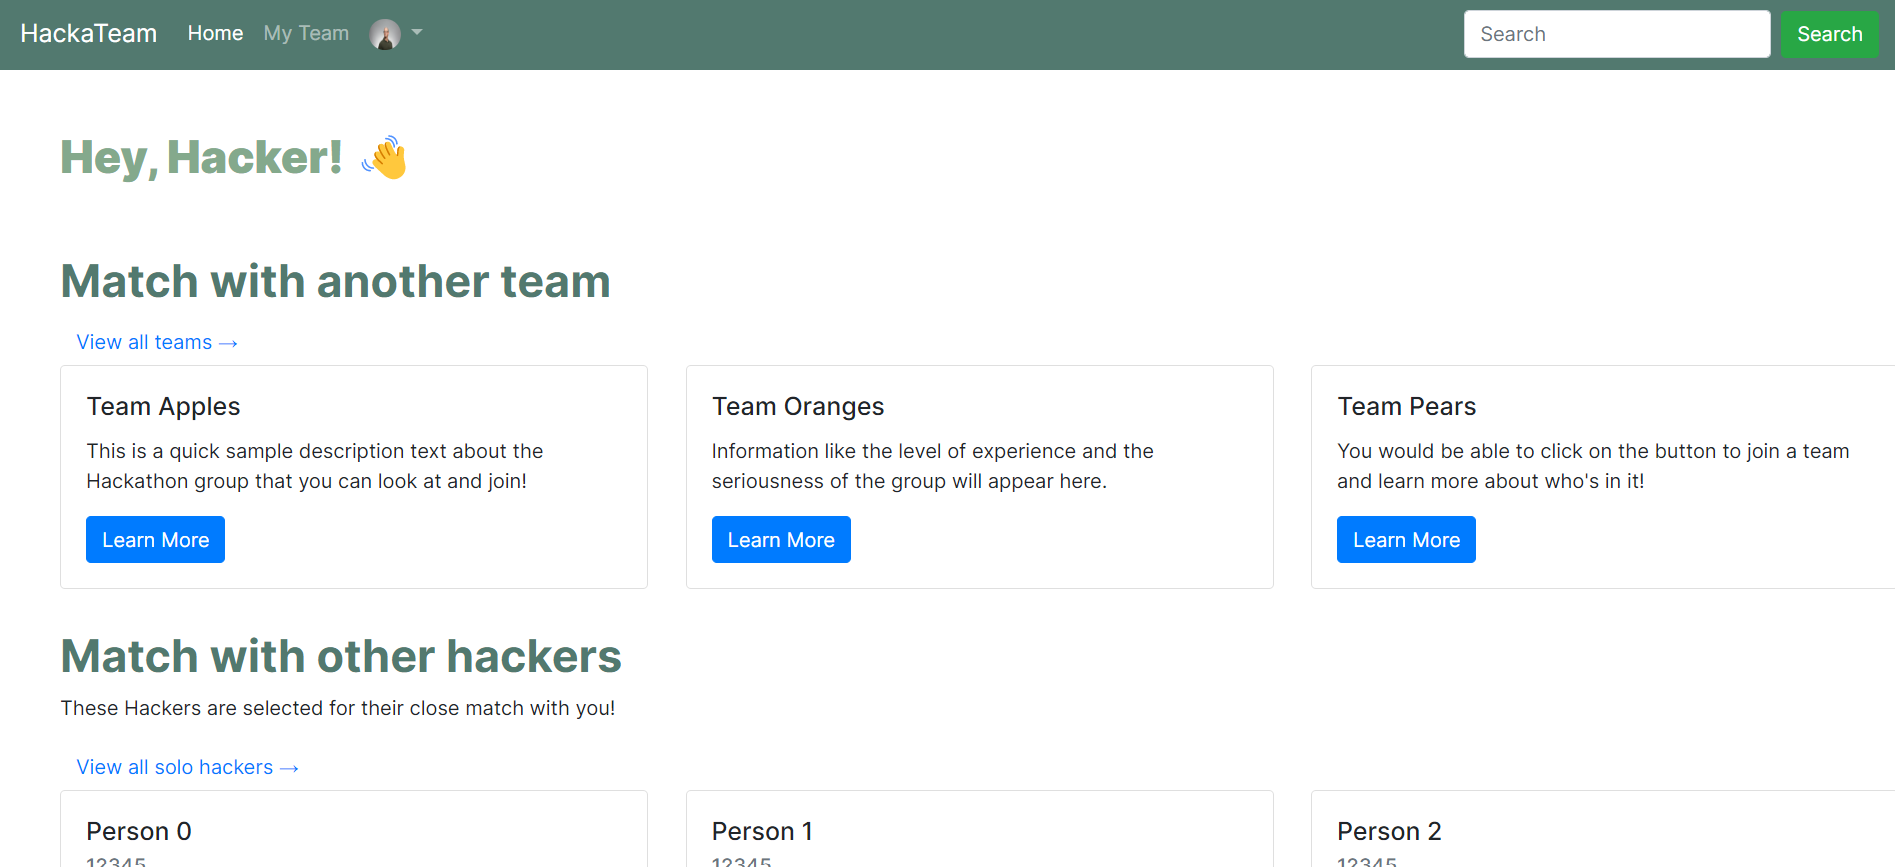 HackaTeam Home My Team Search Search
Hey, Hacker! 👋
Match with another team
View all teams →
Team Apples
This is a quick sample description text about the
Hackathon group that you can look at and join!
Learn More
Team Oranges
Information like the level of experience and the
seriousness of the group will appear here.
Learn More
Team Pears
You would be able to click on the button to join a team
and learn more about who's in it!
Learn More
Match with other hackers
These Hackers are selected for their close match with you!
View all solo hackers →
Person 0
12345
Person 1
12345
Person 2
12345